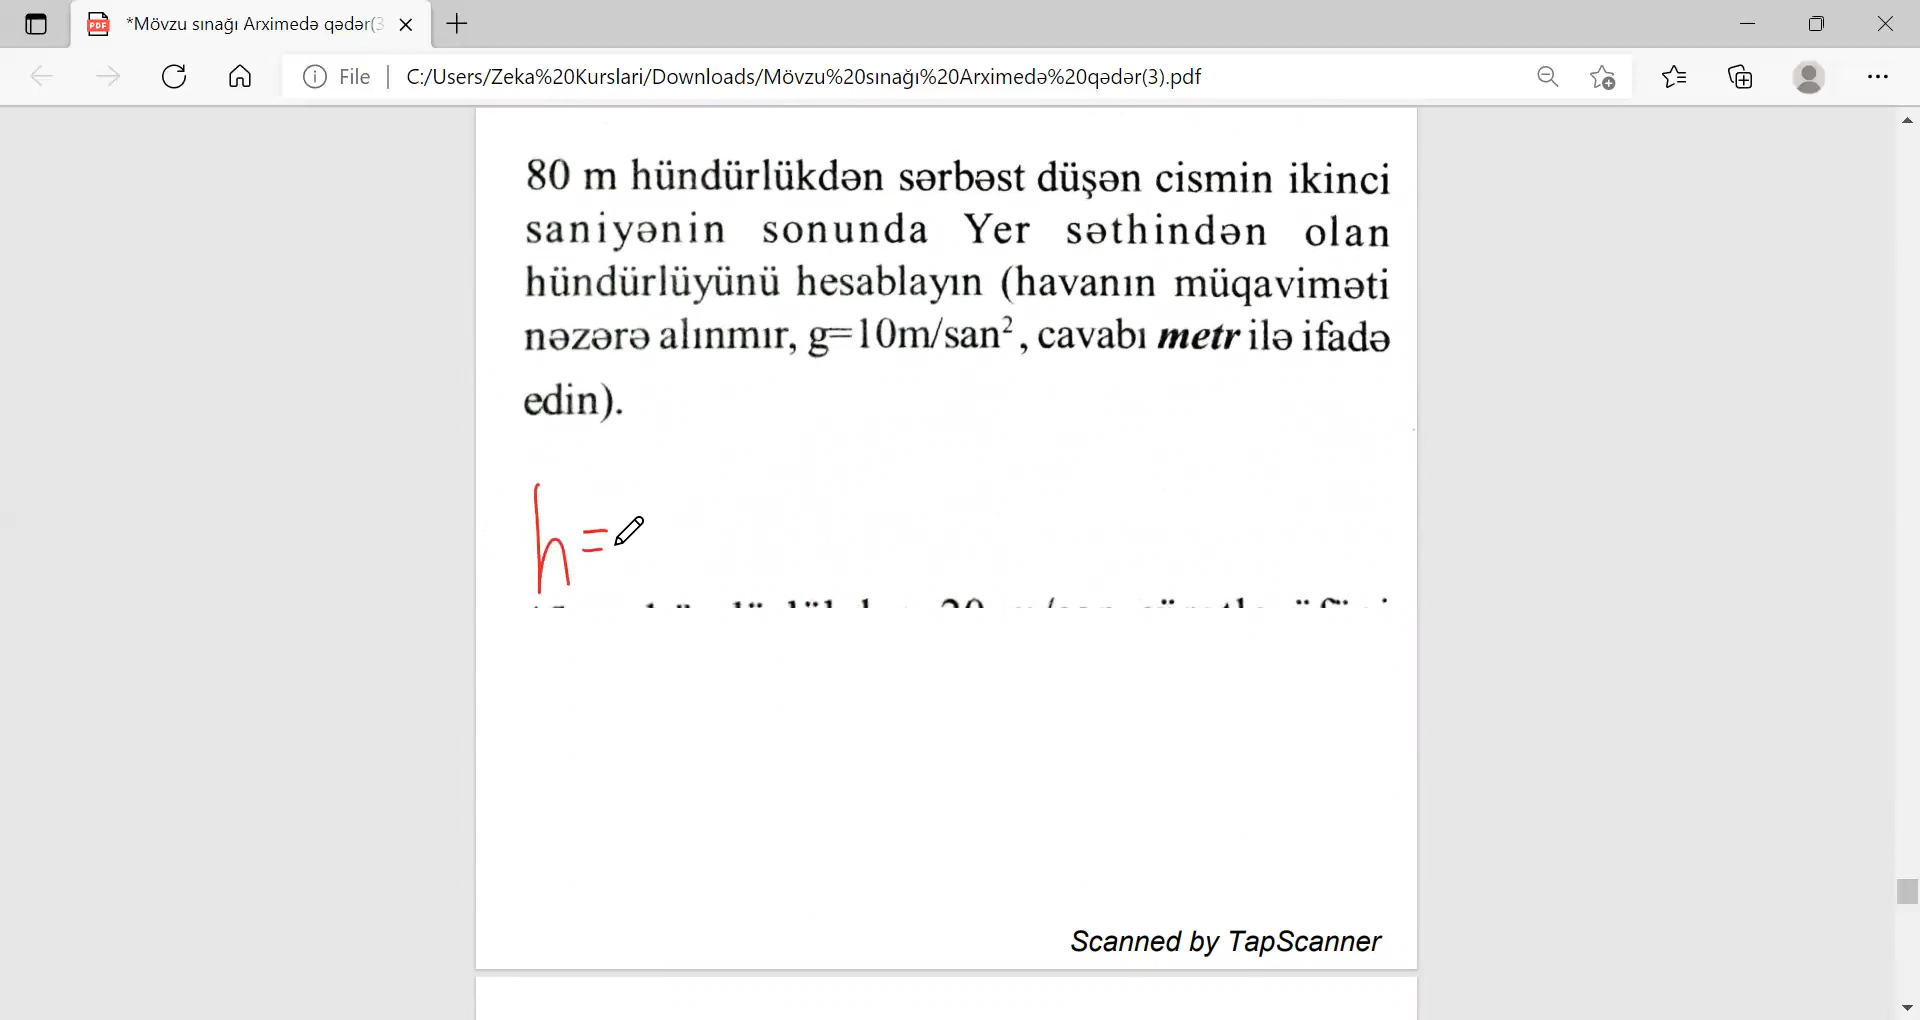 *Mövzu sınağı Arximedə qədər(3
File
C:/Users/Zeka%20Kurslari/Downloads/Mövzu%20sınağı%20Arximedə%20qədər(3).pdf
80 m hündürlükdən sərbəst düşən cismin ikinci
saniyənin sonunda Yer səthindən olan
hündürlüyünü hesablayın (havanın müqaviməti
nəzərə alınmır, g=10m/san², cavabı metr ilə ifadə
edin).
h=
Scanned by TapScanner